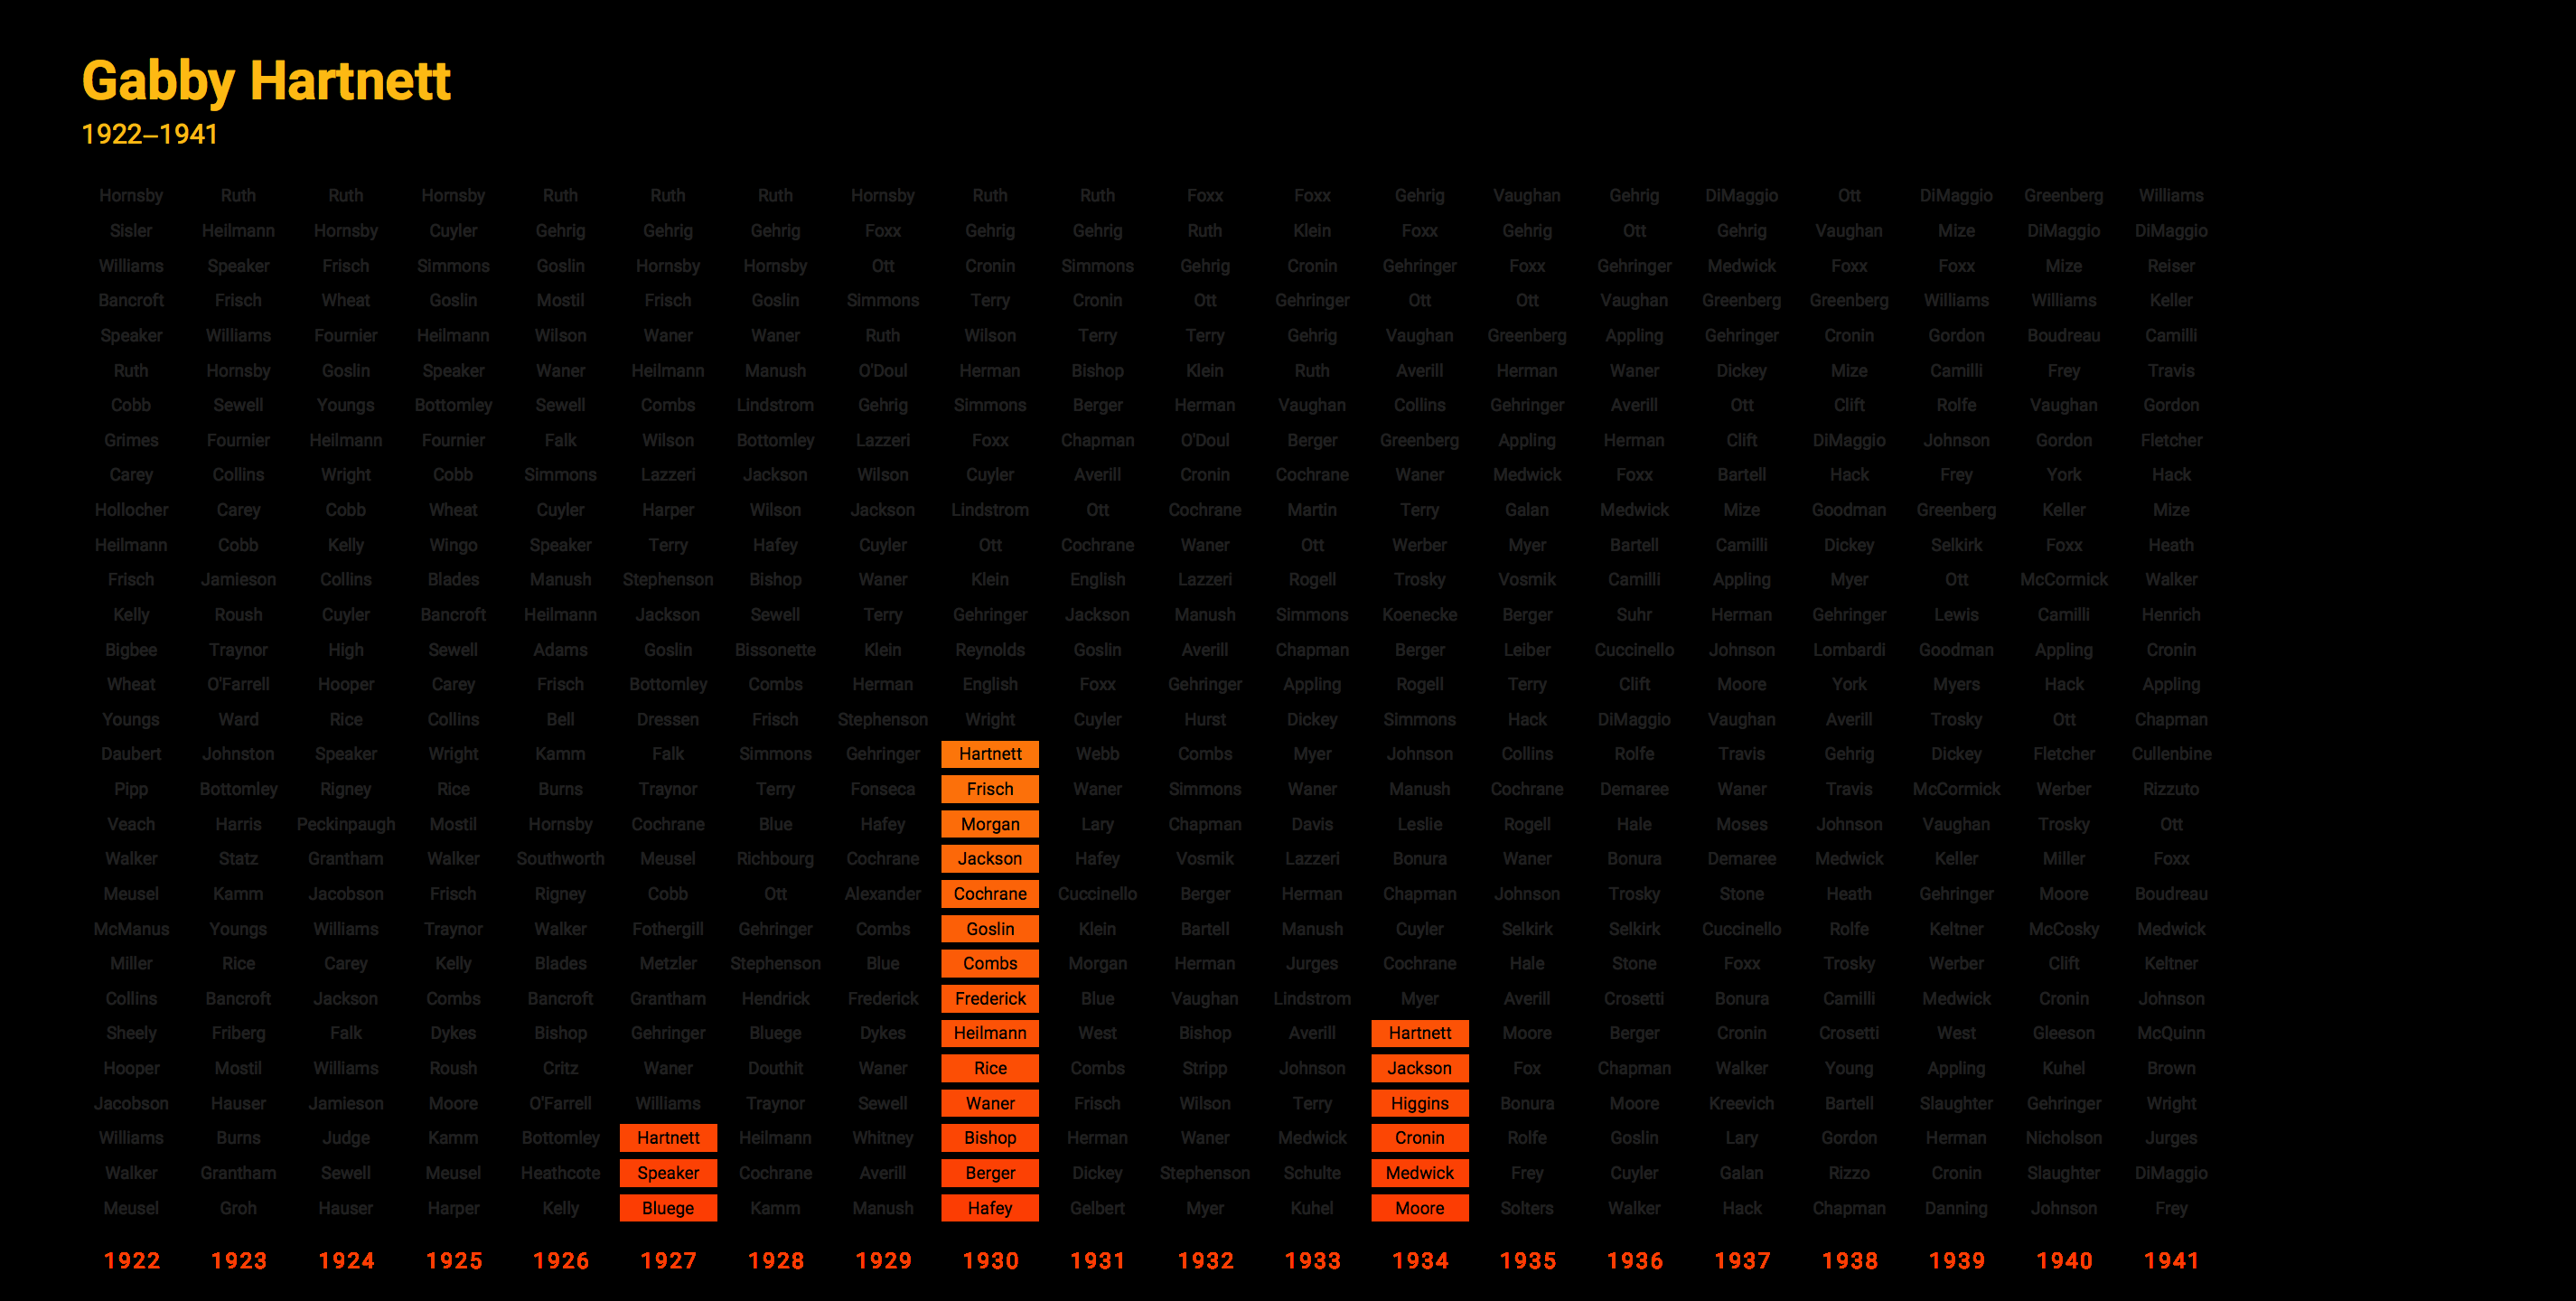 Gabby Hartnett
1922–1941
Hornsby Ruth Ruth Hornsby Ruth Ruth Ruth Hornsby Ruth Ruth Foxx Foxx Gehrig Vaughan Gehrig DiMaggio Ott DiMaggio Greenberg Williams
Sisler Heilmann Hornsby Cuyler Gehrig Gehrig Gehrig Foxx Gehrig Gehrig Ruth Klein Foxx Gehrig Ott Gehrig Vaughan Mize DiMaggio DiMaggio
Williams Speaker Frisch Simmons Goslin Hornsby Hornsby Ott Cronin Simmons Gehrig Cronin Gehringer Foxx Gehringer Medwick Foxx Foxx Mize Reiser
Bancroft Frisch Wheat Goslin Mostil Frisch Goslin Simmons Terry Cronin Ott Gehringer Ott Ott Vaughan Greenberg Greenberg Williams Williams Keller
Speaker Williams Fournier Heilmann Wilson Waner Waner Ruth Wilson Terry Terry Gehrig Vaughan Greenberg Appling Gehringer Cronin Gordon Boudreau Camilli
Ruth Hornsby Goslin Speaker Waner Heilmann Manush O'Doul Herman Bishop Klein Ruth Averill Herman Waner Dickey Mize Camilli Frey Travis
Cobb Sewell Youngs Bottomley Sewell Combs Lindstrom Gehrig Simmons Berger Herman Vaughan Collins Gehringer Averill Ott Clift Rolfe Vaughan Gordon
Grimes Fournier Heilmann Fournier Falk Wilson Bottomley Lazzeri Foxx Chapman O'Doul Berger Greenberg Appling Herman Clift DiMaggio Johnson Gordon Fletcher
Carey Collins Wright Cobb Simmons Lazzeri Jackson Wilson Cuyler Averill Cronin Cochrane Waner Medwick Foxx Bartell Hack Frey York Hack
Hollocher Carey Cobb Wheat Cuyler Harper Wilson Jackson Lindstrom Ott Cochrane Martin Terry Galan Medwick Mize Goodman Greenberg Keller Mize
Heilmann Cobb Kelly Wingo Speaker Terry Hafey Cuyler Ott Cochrane Waner Ott Werber Myer Bartell Camilli Dickey Selkirk Foxx Heath
Frisch Jamieson Collins Blades Manush Stephenson Bishop Waner Klein English Lazzeri Rogell Trosky Vosmik Camilli Appling Myer Ott McCormick Walker
Kelly Roush Cuyler Bancroft Heilmann Jackson Sewell Terry Gehringer Jackson Manush Simmons Koenecke Berger Suhr Herman Gehringer Lewis Camilli Henrich
Bigbee Traynor High Sewell Adams Goslin Bissonette Klein Reynolds Goslin Averill Chapman Berger Leiber Cuccinello Johnson Lombardi Goodman Appling Cronin
Wheat O'Farrell Hooper Carey Frisch Bottomley Combs Herman English Foxx Gehringer Appling Rogell Terry Clift Moore York Myers Hack Appling
Youngs Ward Rice Collins Bell Dressen Frisch Stephenson Wright Cuyler Hurst Dickey Simmons Hack DiMaggio Vaughan Averill Trosky Ott Chapman
Daubert Johnston Speaker Wright Kamm Falk Simmons Gehringer Hartnett Webb Combs Myer Johnson Collins Rolfe Travis Gehrig Dickey Fletcher Cullenbine
Pipp Bottomley Rigney Rice Burns Traynor Terry Fonseca Frisch Waner Simmons Waner Manush Cochrane Demaree Waner Travis McCormick Werber Rizzuto
Veach Harris Peckinpaugh Mostil Hornsby Cochrane Blue Hafey Morgan Lary Chapman Davis Leslie Rogell Hale Moses Johnson Vaughan Trosky Ott
Walker Statz Grantham Walker Southworth Meusel Richbourg Cochrane Jackson Hafey Vosmik Lazzeri Bonura Waner Bonura Demaree Medwick Keller Miller Foxx
Meusel Kamm Jacobson Frisch Rigney Cobb Ott Alexander Cochrane Cuccinello Berger Herman Chapman Johnson Trosky Stone Heath Gehringer Moore Boudreau
McManus Youngs Williams Traynor Walker Fothergill Gehringer Combs Goslin Klein Bartell Manush Cuyler Selkirk Selkirk Cuccinello Rolfe Keltner McCosky Medwick
Miller Rice Carey Kelly Blades Metzler Stephenson Blue Combs Morgan Herman Jurges Cochrane Hale Stone Foxx Trosky Werber Clift Keltner
Collins Bancroft Jackson Combs Bancroft Grantham Hendrick Frederick Frederick Blue Vaughan Lindstrom Myer Averill Crosetti Bonura Camilli Medwick Cronin Johnson
Sheely Friberg Falk Dykes Bishop Gehringer Bluege Dykes Heilmann West Bishop Averill Hartnett Moore Berger Cronin Crosetti West Gleeson McQuinn
Hooper Mostil Williams Roush Critz Waner Douthit Waner Rice Combs Stripp Johnson Jackson Fox Chapman Walker Young Appling Kuhel Brown
Jacobson Hauser Jamieson Moore O'Farrell Williams Traynor Sewell Waner Frisch Wilson Terry Higgins Bonura Moore Kreevich Bartell Slaughter Gehringer Wright
Williams Burns Judge Kamm Bottomley Hartnett Heilmann Whitney Bishop Herman Waner Medwick Cronin Rolfe Goslin Lary Gordon Herman Nicholson Jurges
Walker Grantham Sewell Meusel Heathcote Speaker Cochrane Averill Berger Dickey Stephenson Schulte Medwick Frey Cuyler Galan Rizzo Cronin Slaughter DiMaggio
Meusel Groh Hauser Harper Kelly Bluege Kamm Manush Hafey Gelbert Myer Kuhel Moore Solters Walker Hack Chapman Danning Johnson Frey
1922 1923 1924 1925 1926 1927 1928 1929 1930 1931 1932 1933 1934 1935 1936 1937 1938 1939 1940 1941